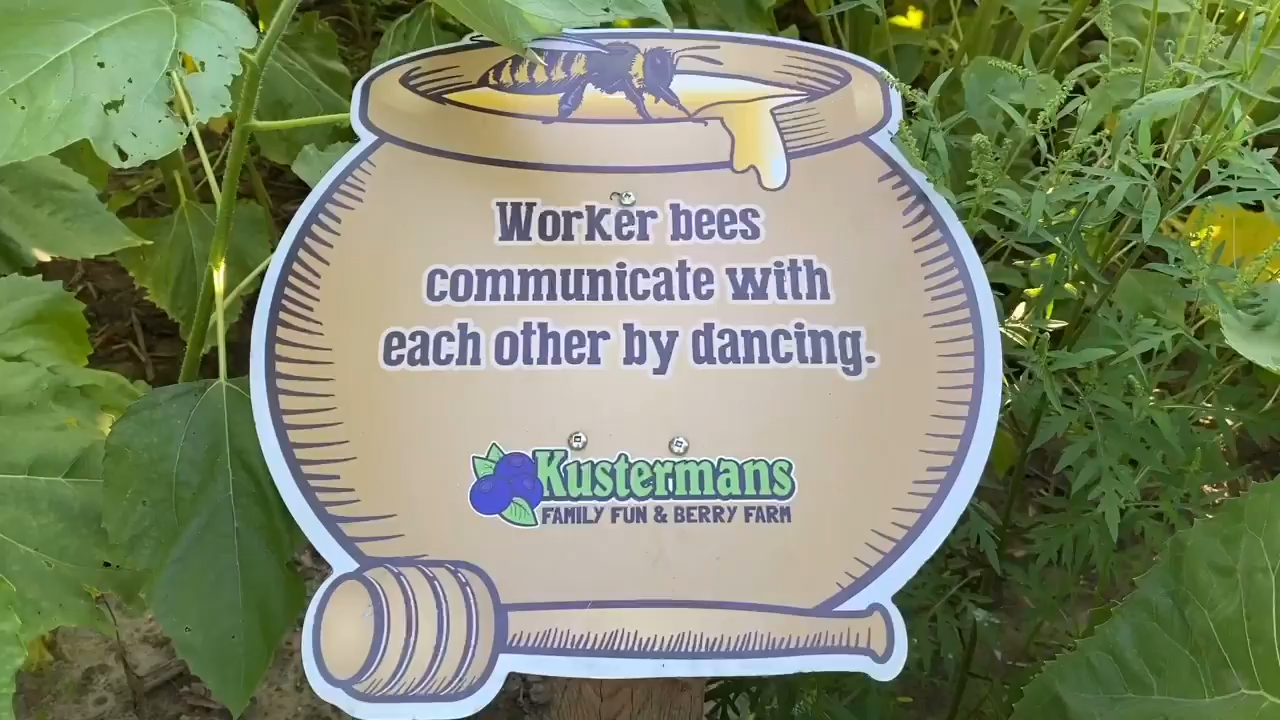 Worker bees
communicate with
each other by dancing.
Kustermans
FAMILY FUN & BERRY FARM